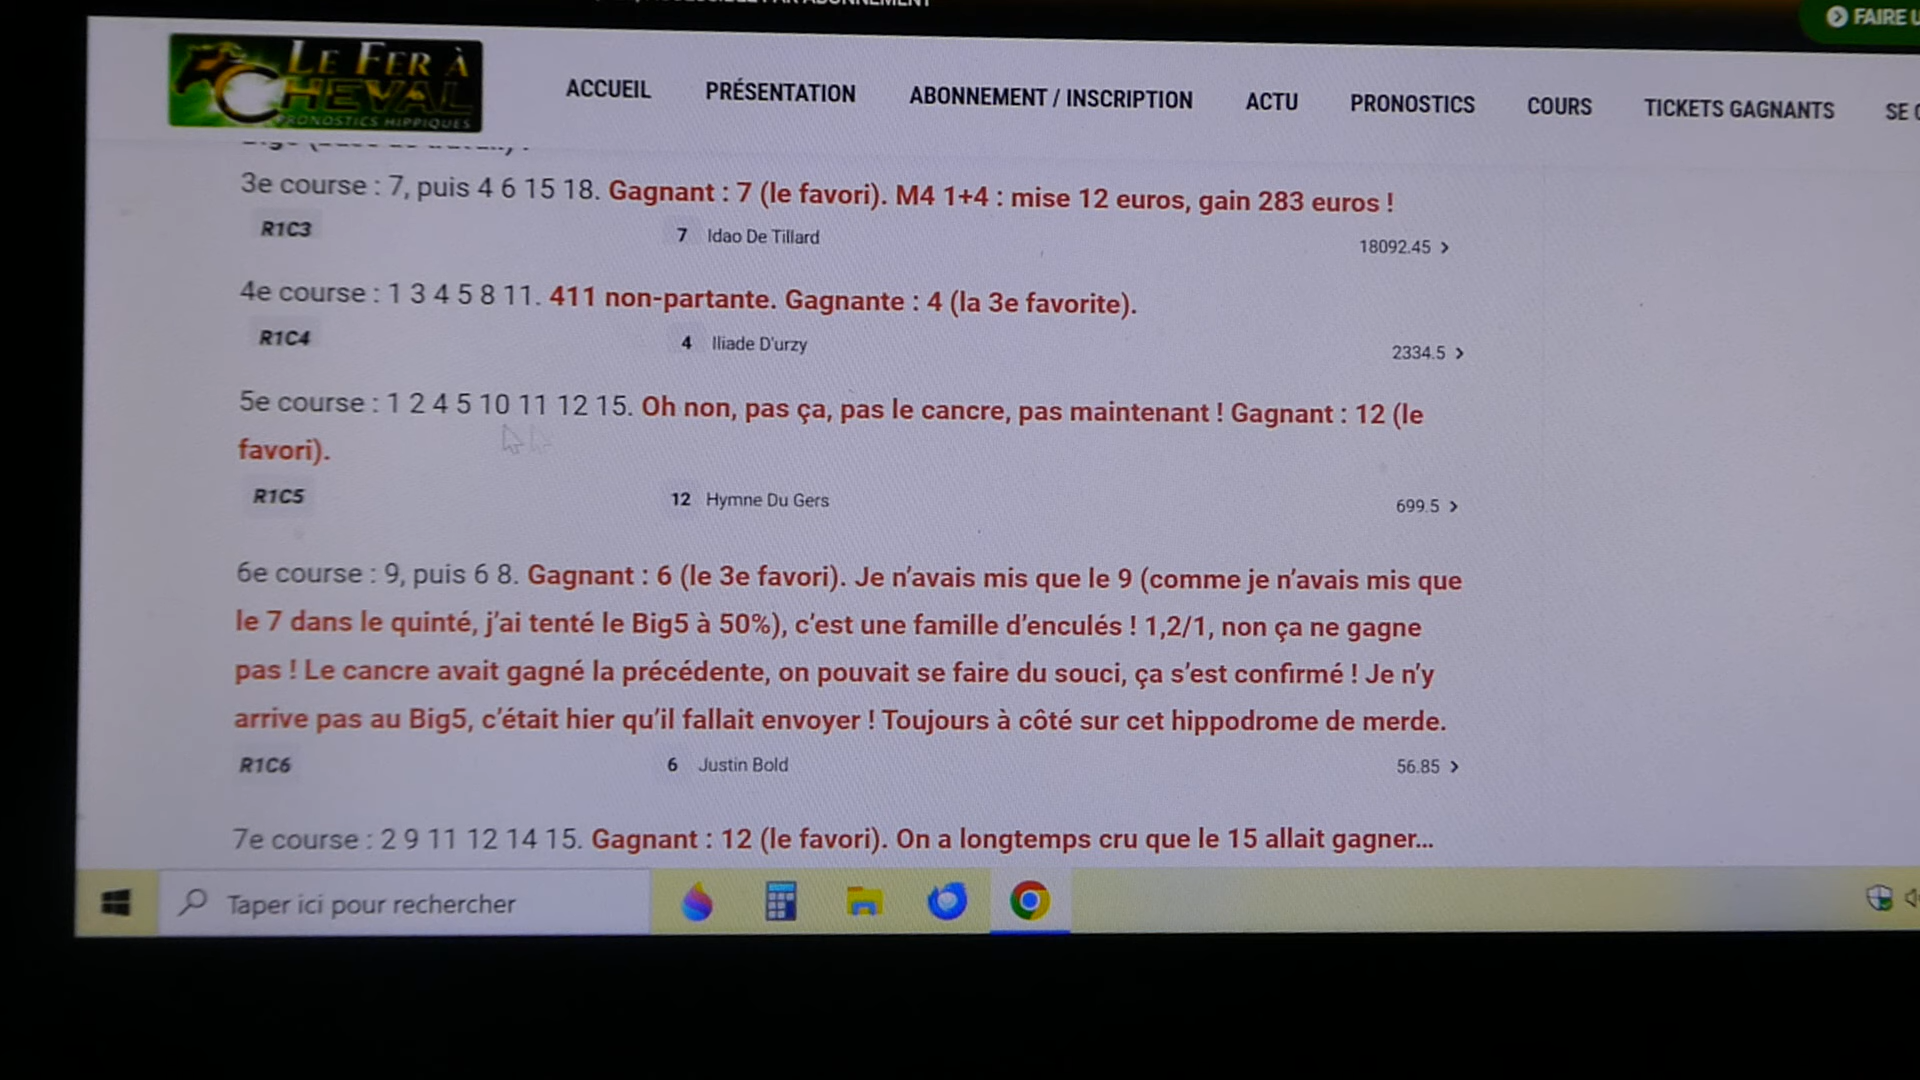 FAIRE
LE FER À
CHEVAL
PRONOSTICS HIPPIQUES
ACCUEIL PRÉSENTATION ABONNEMENT / INSCRIPTION ACTU PRONOSTICS COURS TICKETS GAGNANTS SE
3e course : 7, puis 4 6 15 18. Gagnant : 7 (le favori). M4 1+4 : mise 12 euros, gain 283 euros !
R1C3 7 Idao De Tillard 18092.45 >
4e course : 1 3 4 5 8 11. 411 non-partante. Gagnante : 4 (la 3e favorite).
R1C4 4 Iliade D'urzy 2334.5 >
5e course : 1 2 4 5 10 11 12 15. Oh non, pas ça, pas le cancre, pas maintenant ! Gagnant : 12 (le
favori).
R1C5 12 Hymne Du Gers 699.5 >
6e course : 9, puis 6 8. Gagnant : 6 (le 3e favori). Je n'avais mis que le 9 (comme je n'avais mis que
le 7 dans le quinté, j'ai tenté le Big5 à 50%), c'est une famille d'enculés ! 1,2/1, non ça ne gagne
pas ! Le cancre avait gagné la précédente, on pouvait se faire du souci, ça s'est confirmé ! Je n'y
arrive pas au Big5, c'était hier qu'il fallait envoyer ! Toujours à côté sur cet hippodrome de merde.
R1C6 6 Justin Bold 56.85 >
7e course : 2 9 11 12 14 15. Gagnant : 12 (le favori). On a longtemps cru que le 15 allait gagner...
Taper ici pour rechercher